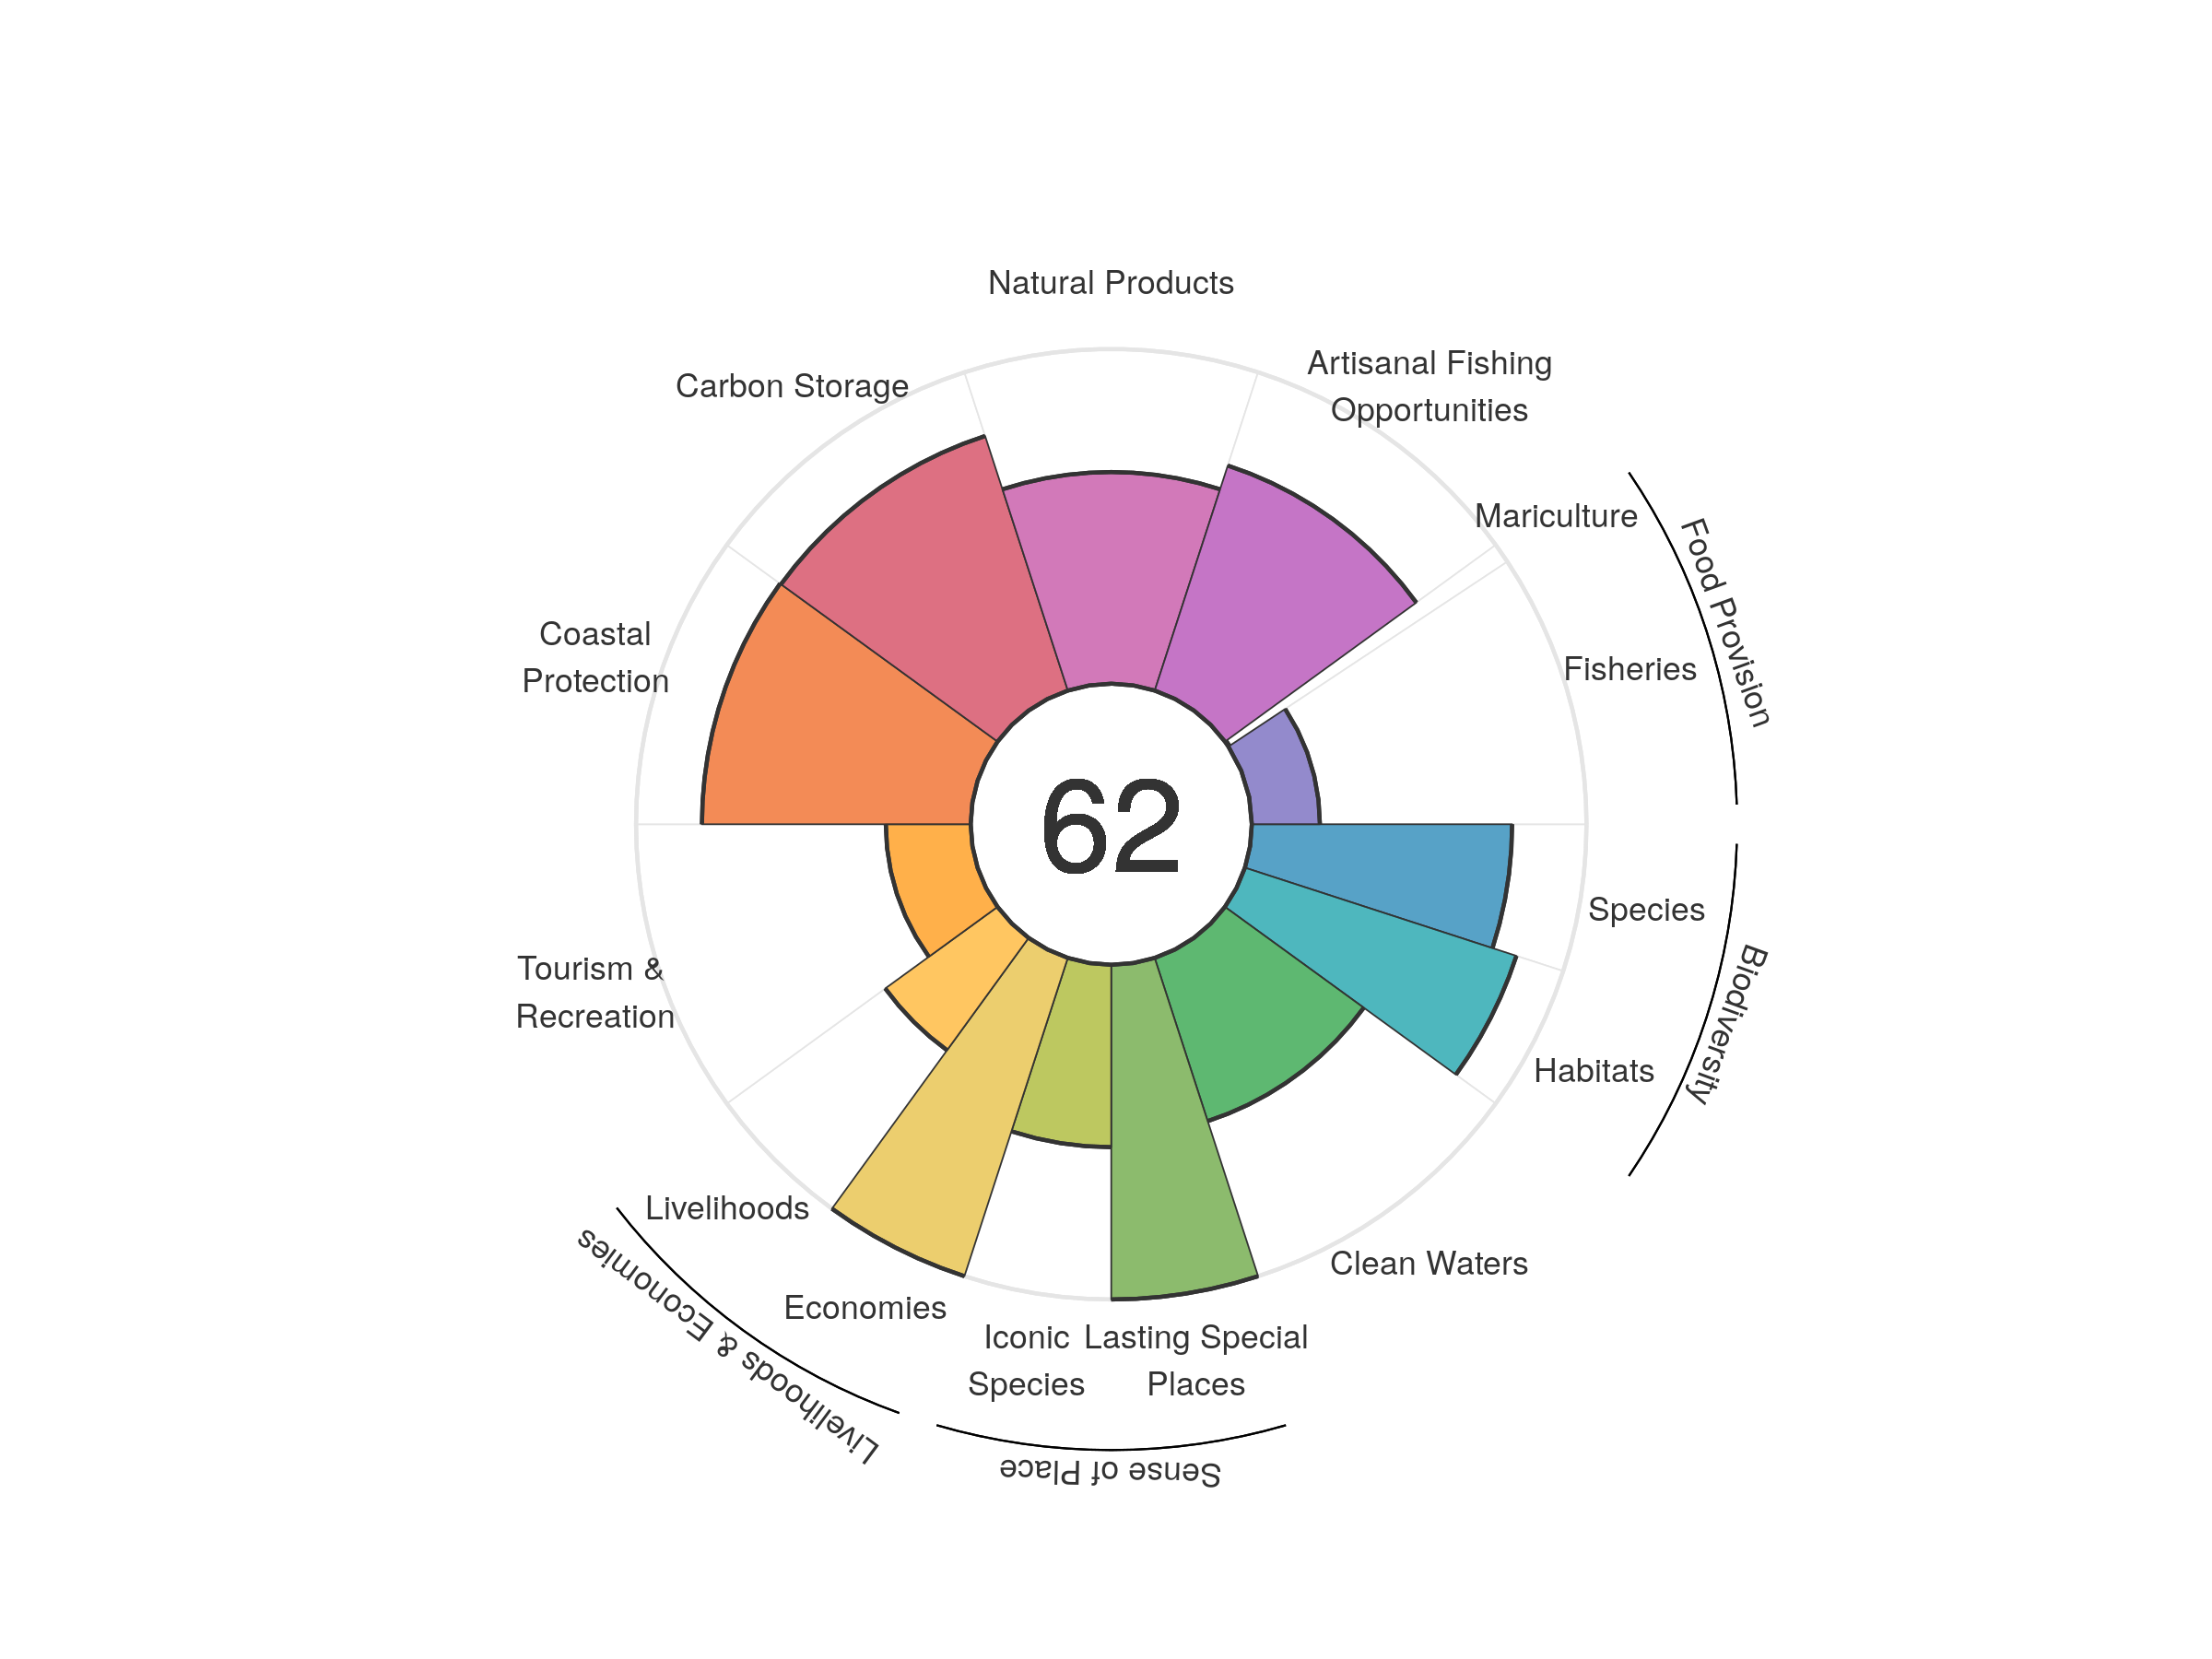 Natural Products
Artisanal Fishing
Opportunities
Carbon Storage
Mariculture
Food Provision
Coastal
Protection
Fisheries
62
Species
Biodiversity
Tourism &
Recreation
Habitats
Livelihoods
Livelihoods & Economies
Clean Waters
Economies
Iconic
Species
Lasting Special
Places
Sense of Place